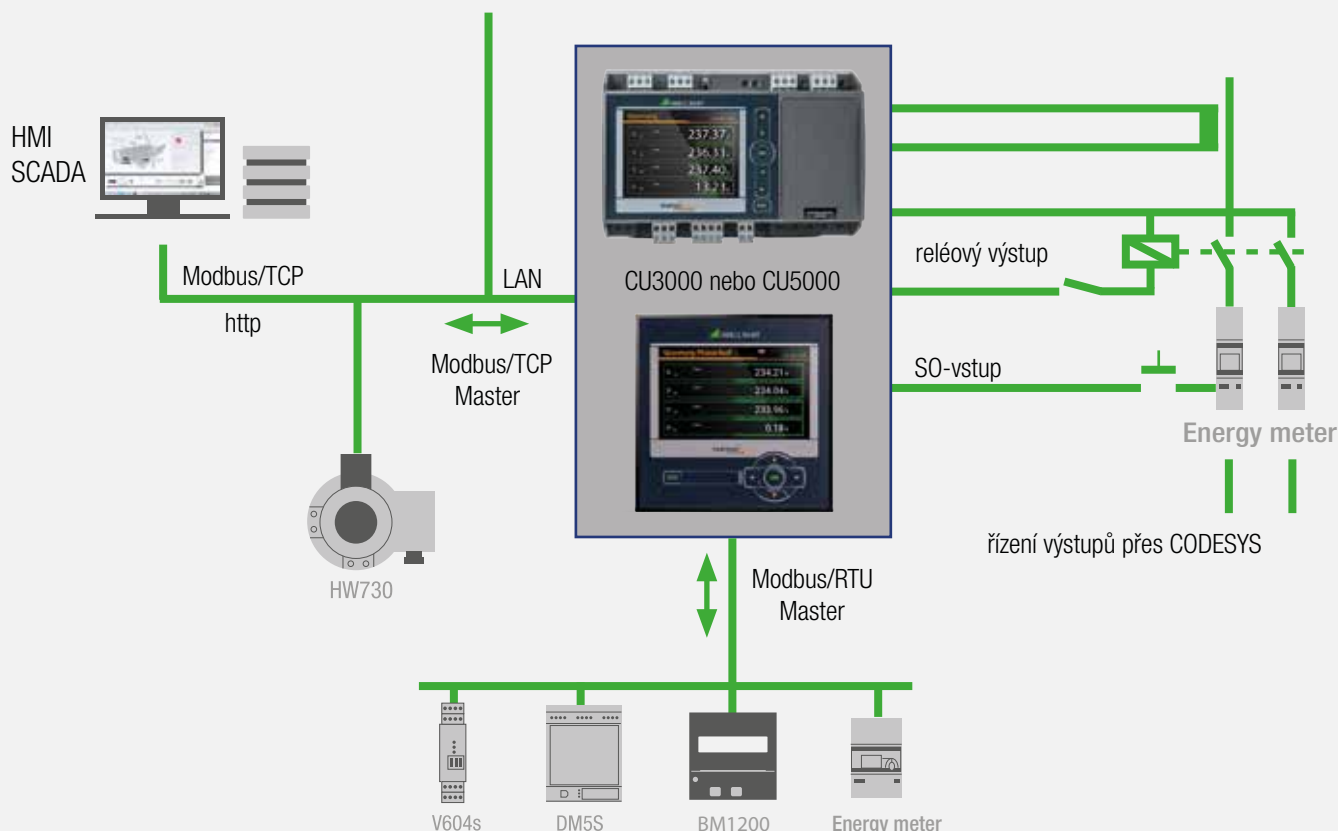 HMI
SCADA
Modbus/TCP
http
LAN
Modbus/TCP
Master
HW730
237.37
236.31
237.40
13.21
CU3000 nebo CU5000
234.21
234.04
233.96
0.18
reléový výstup
SO-vstup
Energy meter
řízení výstupů přes CODESYS
Modbus/RTU
Master
V604s
DM5S
BM1200
Energy meter